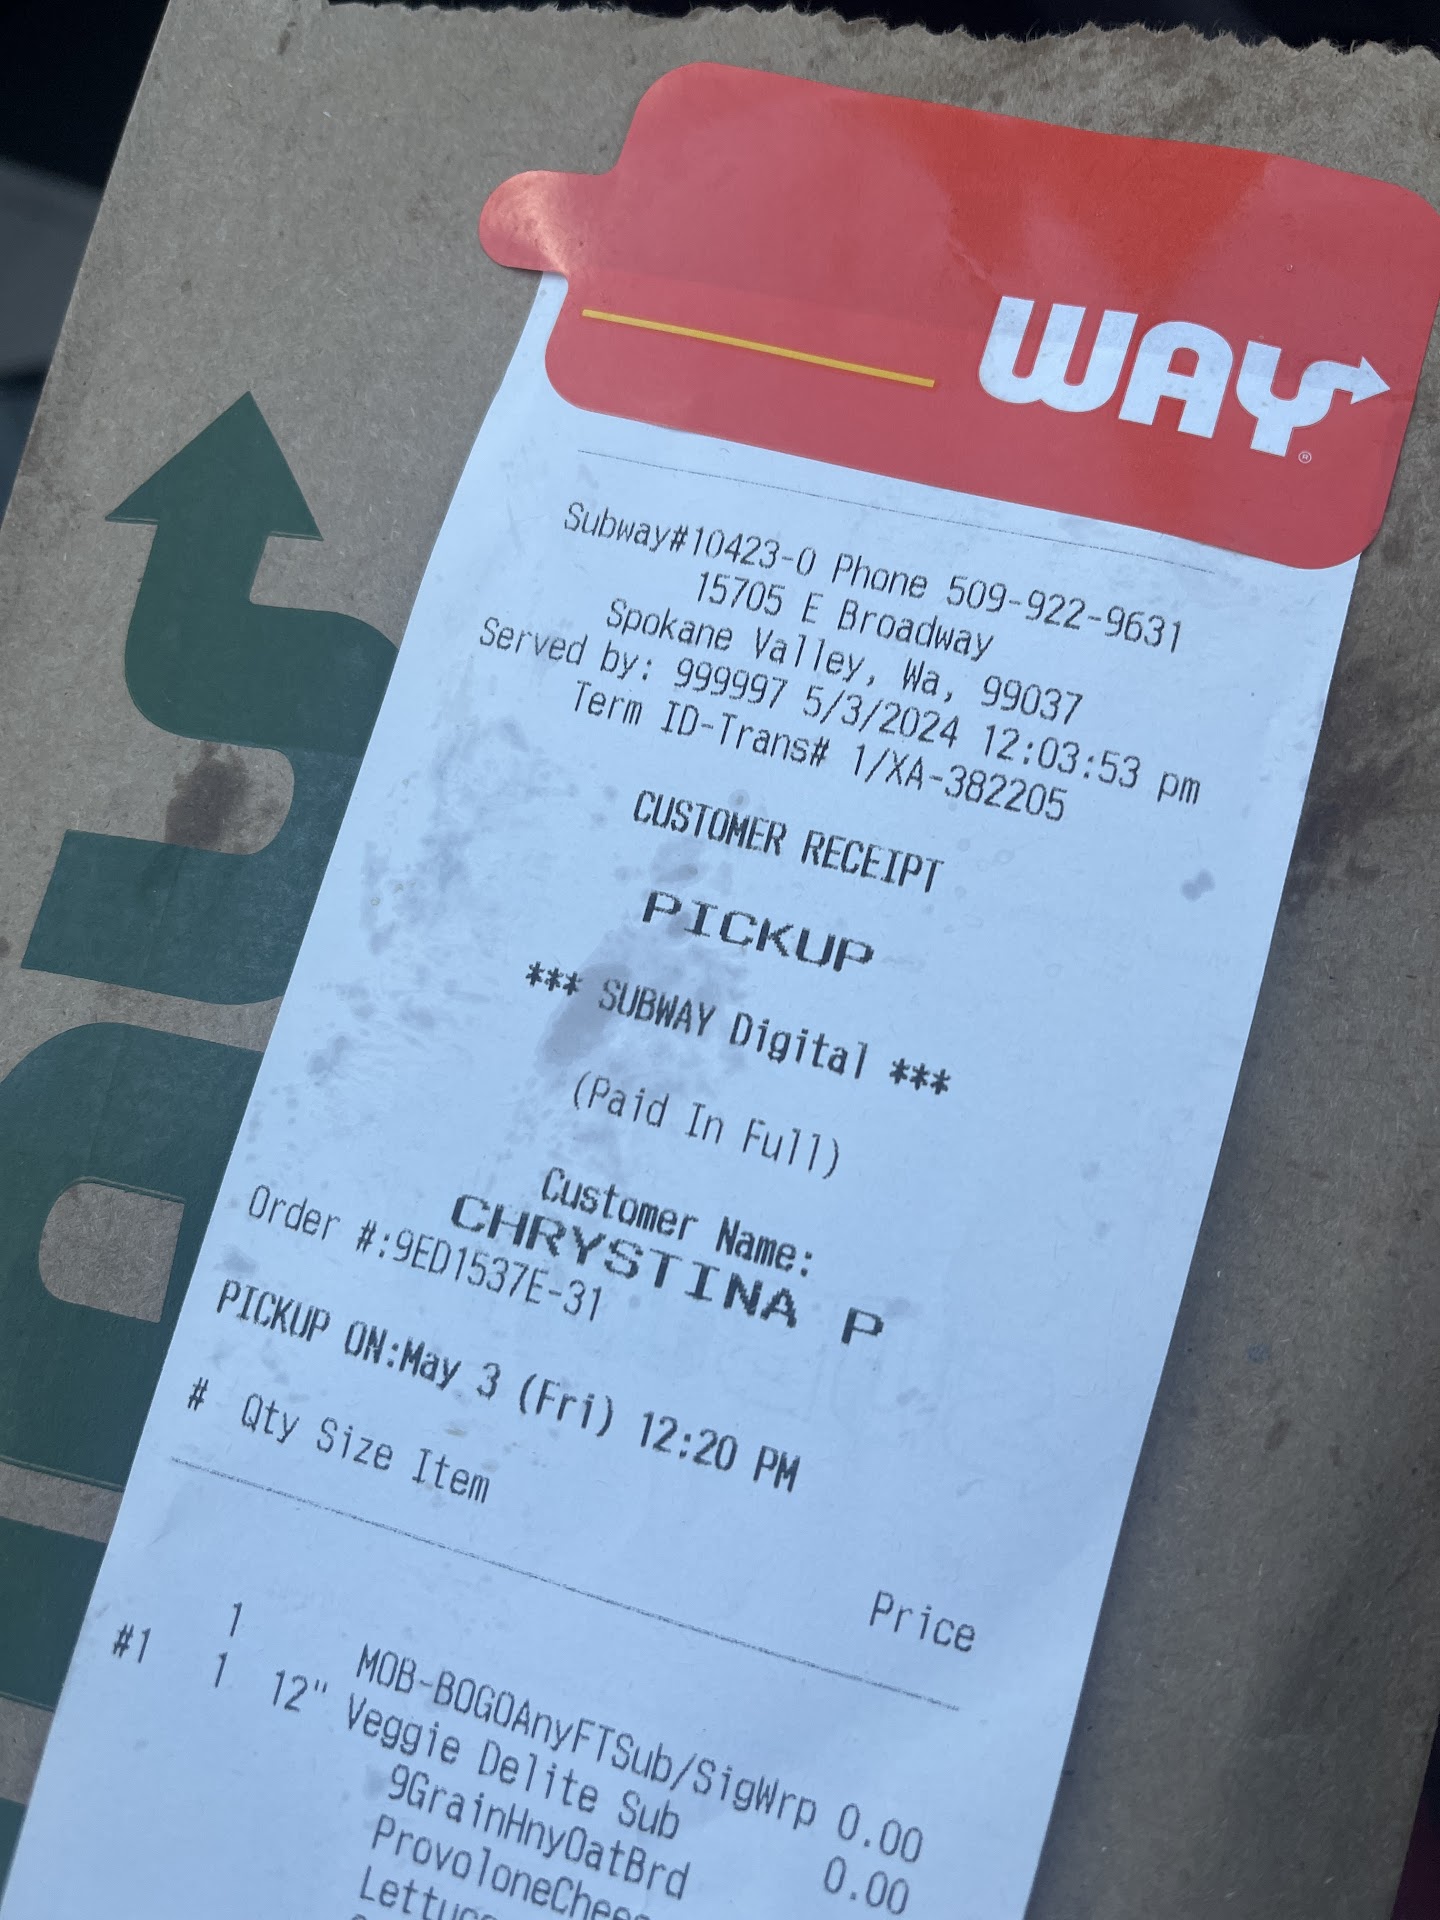 WAY®
Subway#10423-0 Phone 509-922-9631
15705 E Broadway
Spokane Valley, Wa, 99037
Served by: 999997 5/3/2024 12:03:53 pm
Term ID-Trans# 1/XA-382205
CUSTOMER RECEIPT
PICKUP
*** SUBWAY Digital ***
(Paid In Full)
Customer Name:
CHRYSTINA P
Order #:9ED1537E-31
PICKUP ON:May 3 (Fri) 12:20 PM
# Qty Size Item Price
1 MOB-BOGOAnyFTSub/SigWrp 0.00
#1 1 12" Veggie Delite Sub 0.00
9GrainHnyOatBrd
ProvoloneChee
Lettuc